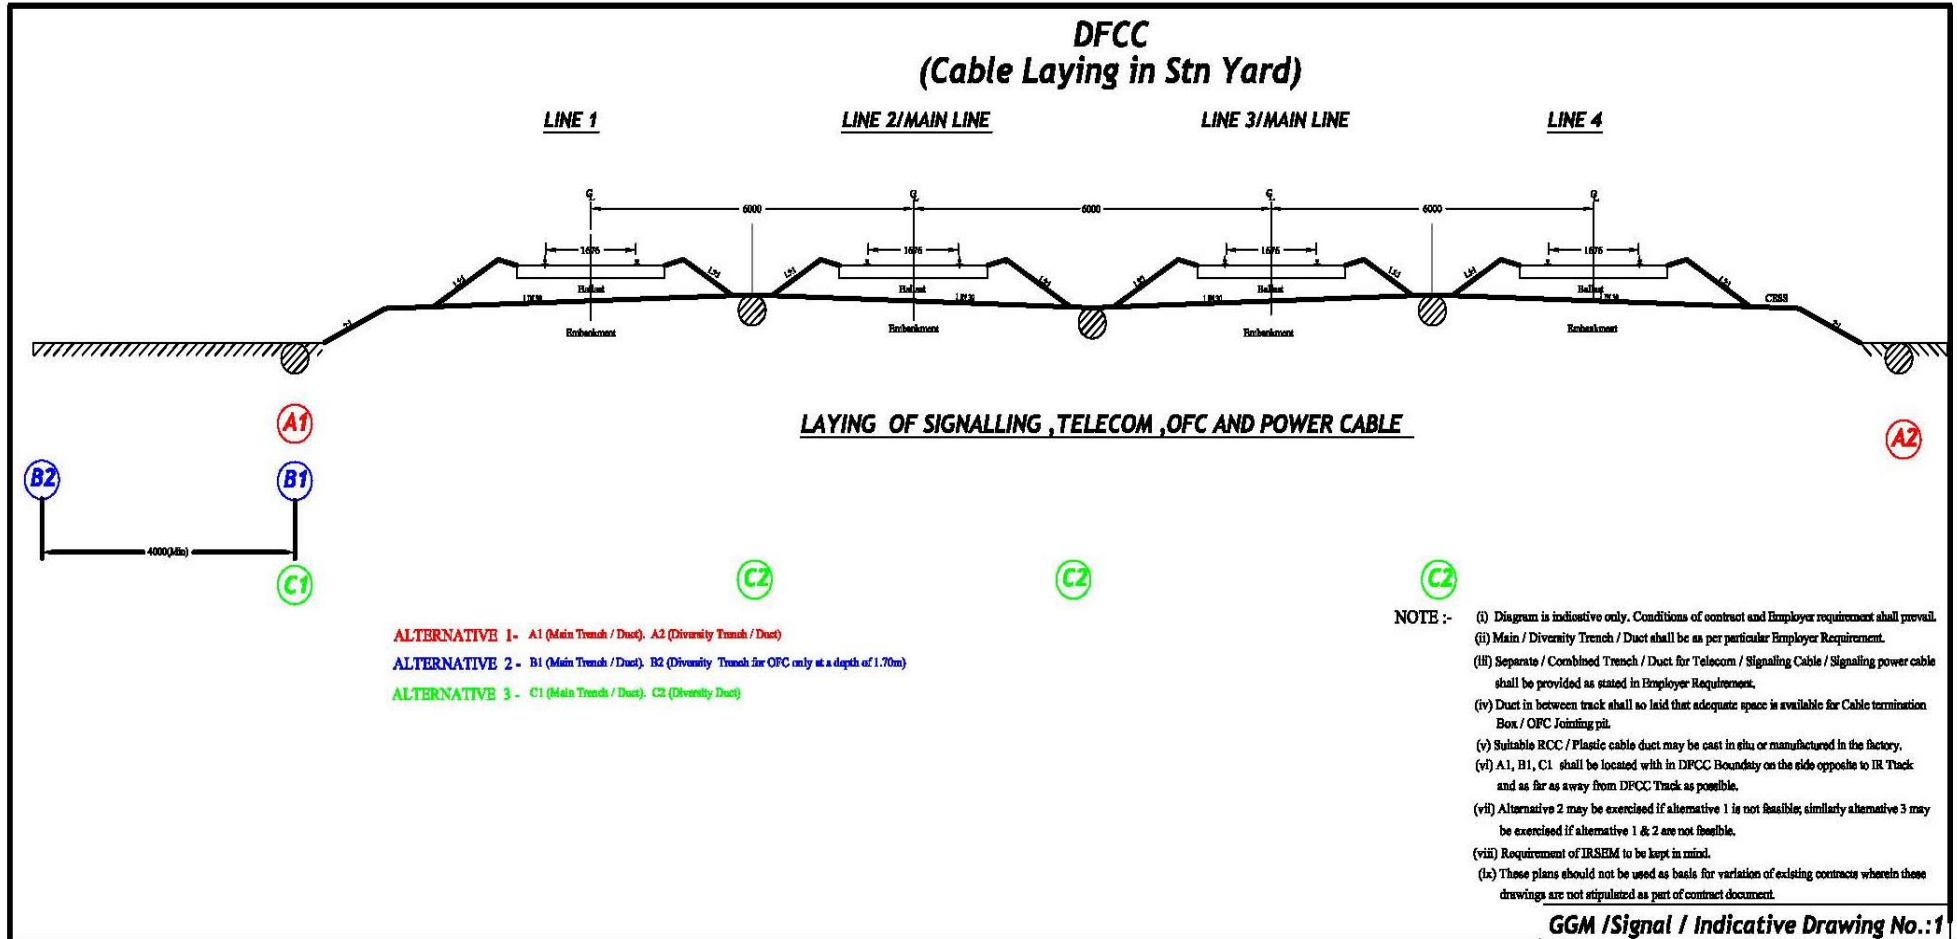 DFCC
(Cable Laying in Stn Yard)
LINE 1
LINE 2/MAIN LINE
LINE 3/MAIN LINE
LINE 4
6000
6000
6000
1676
1676
1676
1676
Ballast
Ballast
Ballast
Ballast
CESS
Embankment
Embankment
Embankment
Embankment
A1
LAYING OF SIGNALLING ,TELECOM ,OFC AND POWER CABLE
A2
B2
B1
4000(Min)
C1
C2
C2
C2
ALTERNATIVE 1- A1 (Main Trench / Duct). A2 (Diversity Trench / Duct)
ALTERNATIVE 2 - B1 (Main Trench / Duct). B2 (Diversity Trench for OFC only at a depth of 1.70m)
ALTERNATIVE 3 - C1 (Main Trench / Duct). C2 (Diversity Duct)
NOTE :- (i) Diagram is indicative only. Conditions of contract and Employer requirement shall prevail.
(ii) Main / Diversity Trench / Duct shall be as per particular Employer Requirement.
(iii) Separate / Combined Trench / Duct for Telecom / Signaling Cable / Signaling power cable
shall be provided as stated in Employer Requirement.
(iv) Duct in between track shall so laid that adequate space is available for Cable termination
Box / OFC Jointing pit.
(v) Suitable RCC / Plastic cable duct may be cast in situ or manufactured in the factory.
(vi) A1, B1, C1 shall be located with in DFCC Boundaty on the side opposite to IR Track
and as far as away from DFCC Track as possible.
(vii) Alternative 2 may be exercised if alternative 1 is not feasible; similarly alternative 3 may
be exercised if alternative 1 & 2 are not feasible.
(viii) Requirement of IRSEM to be kept in mind.
(ix) These plans should not be used as basis for variation of existing contracts wherein these
drawings are not stipulated as part of contract document.
GGM /Signal / Indicative Drawing No.:1